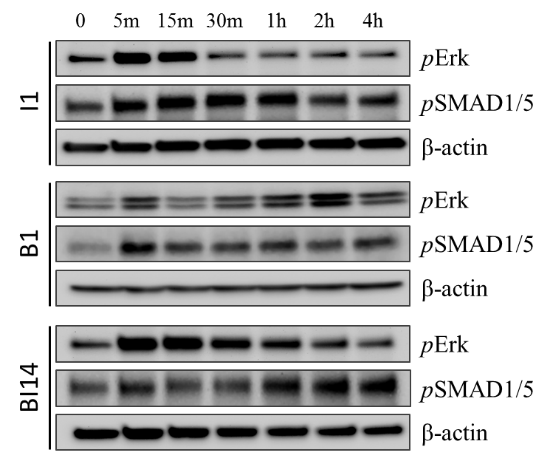 0 5m 15m 30m 1h 2h 4h
I1
pErk
pSMAD1/5
β-actin
B1
pErk
pSMAD1/5
β-actin
BI14
pErk
pSMAD1/5
β-actin